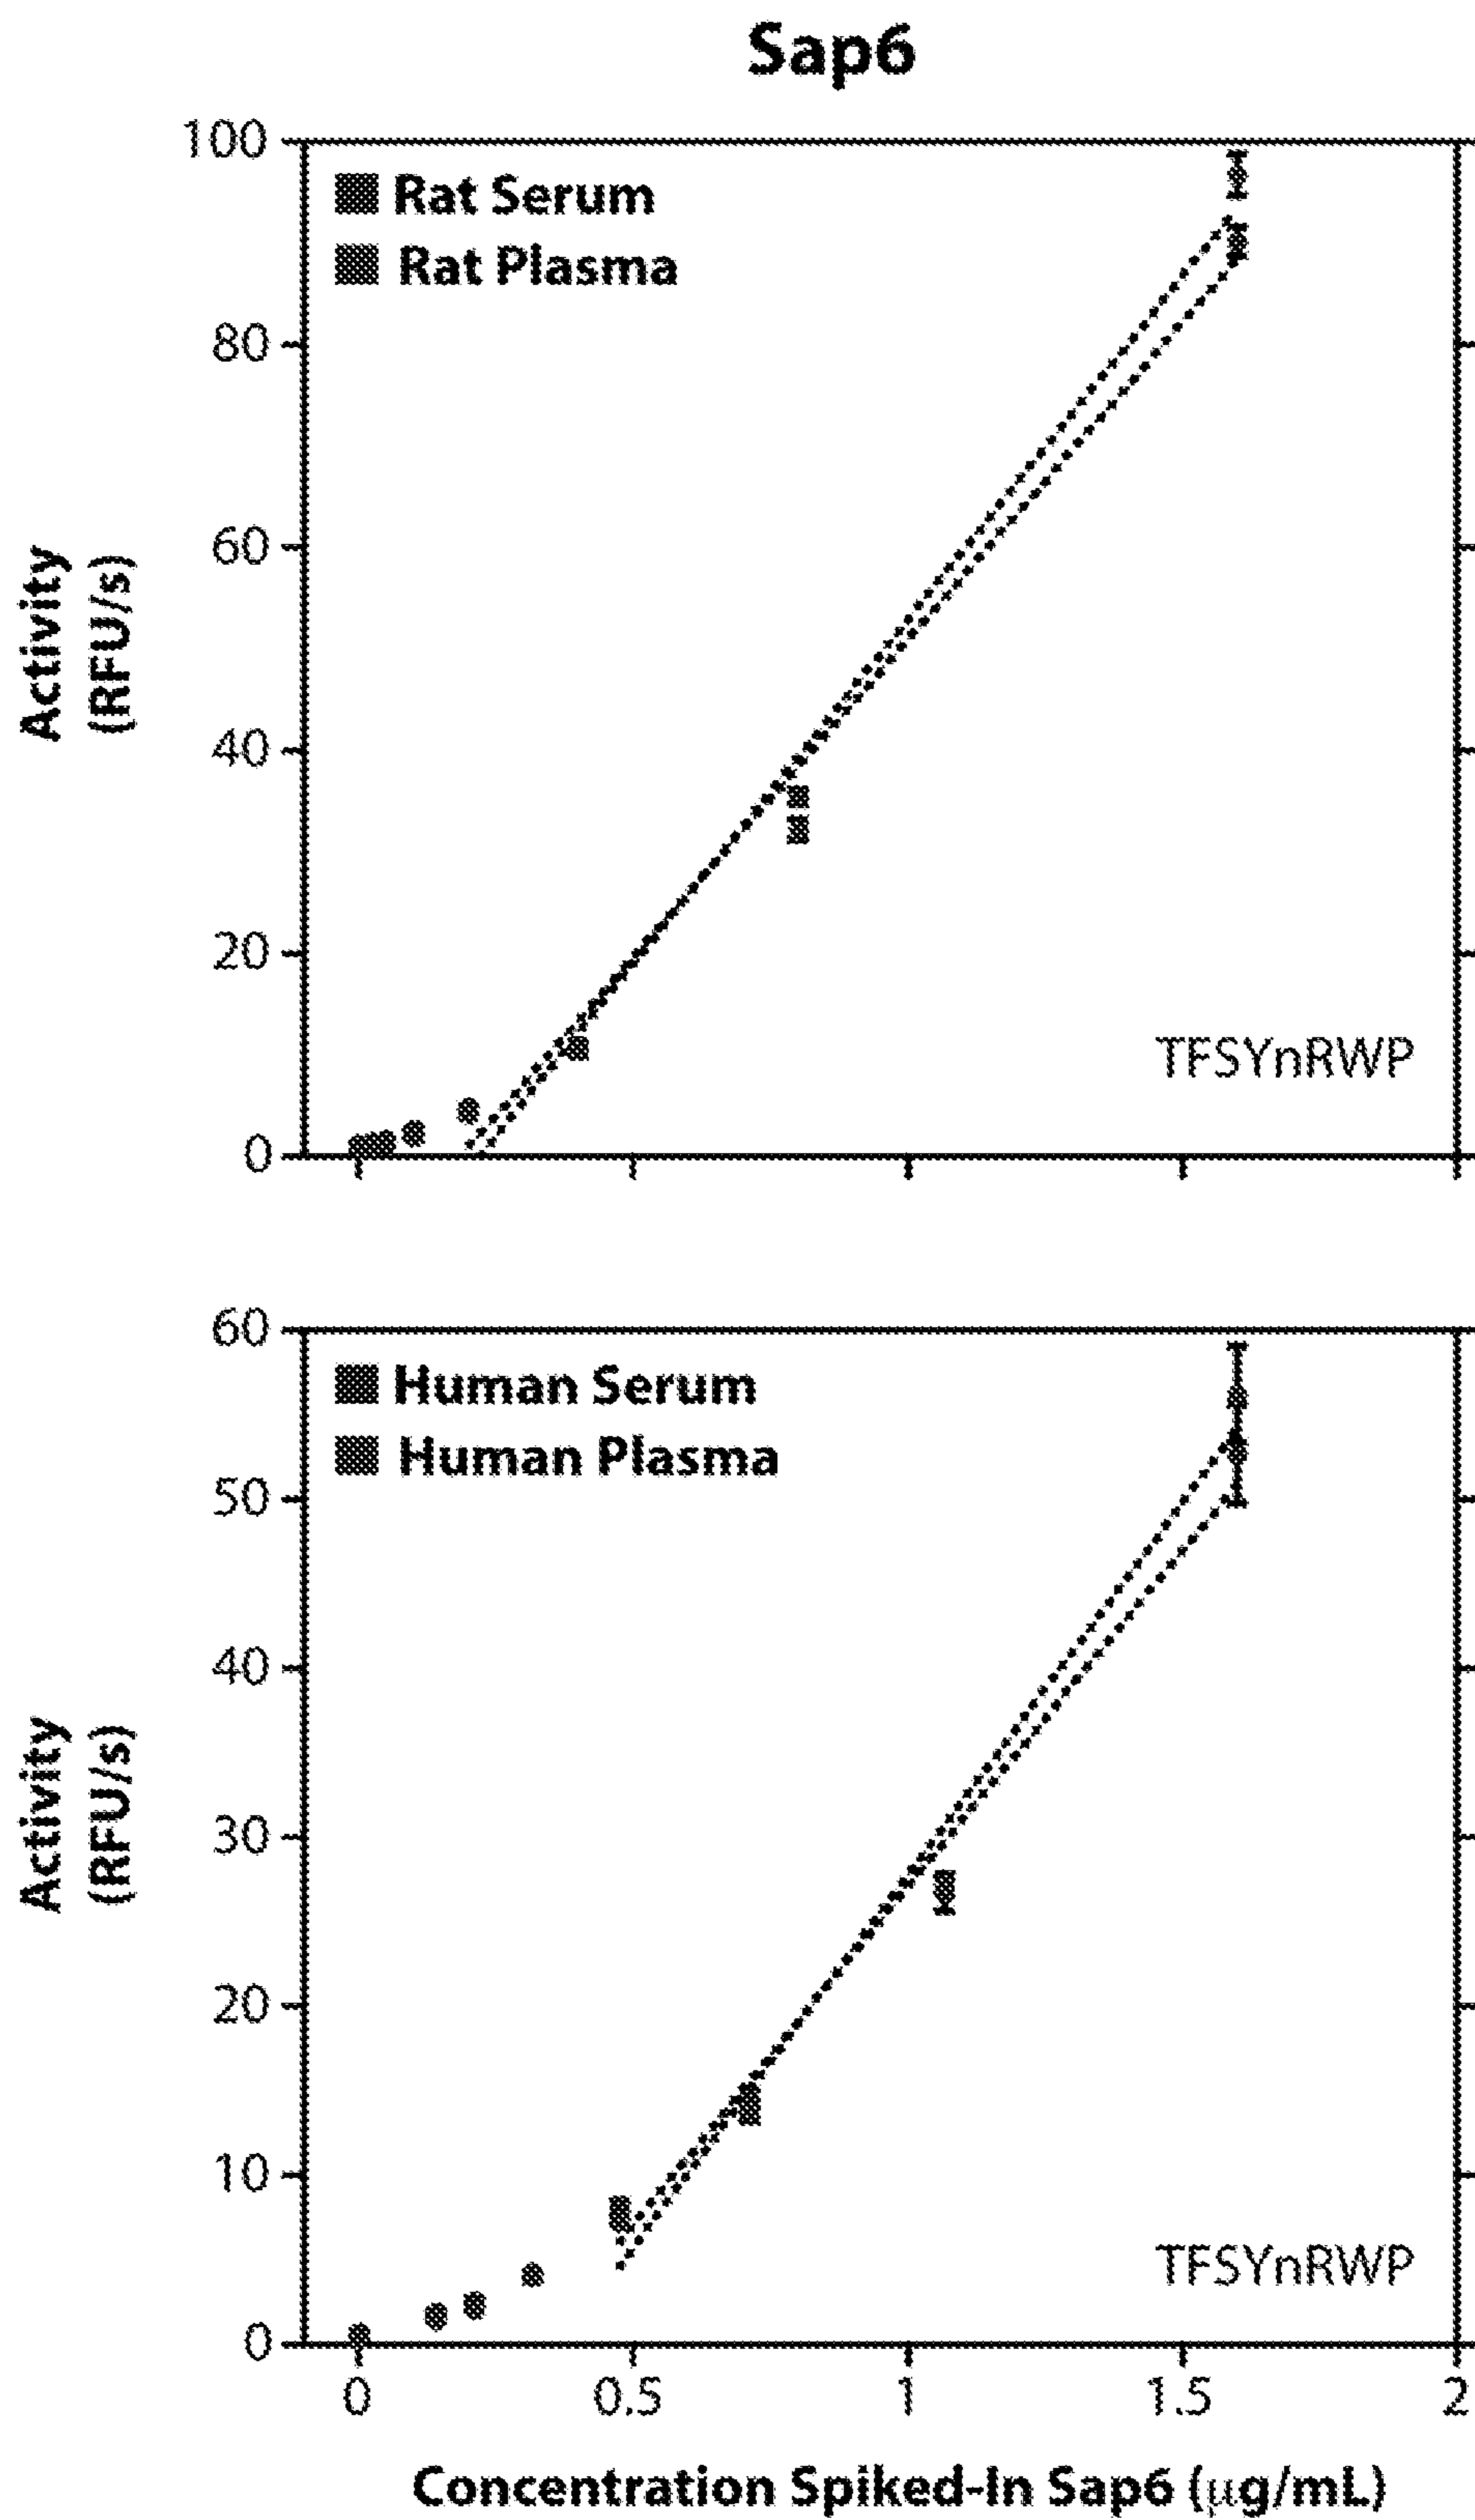 Sap6
100
Rat Serum
Rat Plasma
80
60
Activity
(RFU/s)
40
20
TFSYnRWP
0
60
Human Serum
Human Plasma
50
40
Activity
(RFU/s)
30
20
10
TFSYnRWP
0
0 0.5 1 1.5 2
Concentration Spiked-In Sap6 (μg/mL)